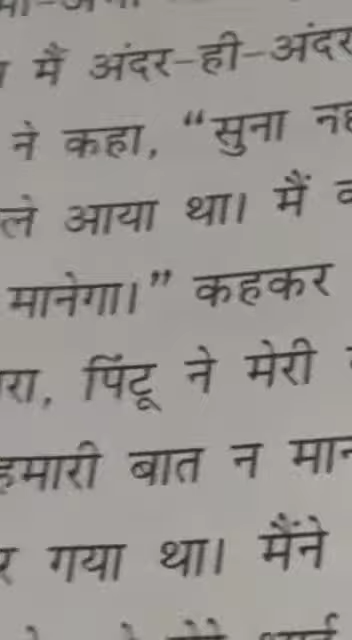 में अंदर-ही-अंदर
ने कहा, “सुना
आया था। मैं
मानेगा।” कहकर
पिंटू ने मेरी
हमारी बात न
गया था। मैंने